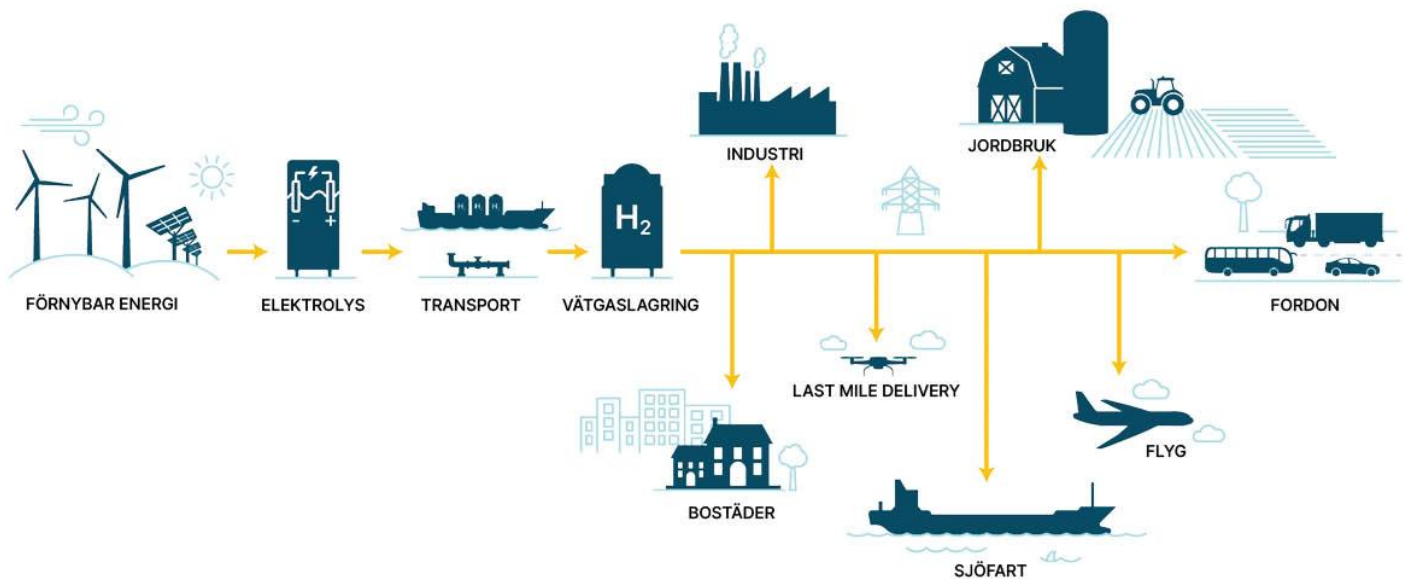 INDUSTRI
JORDBRUK
H2
FÖRNYBAR ENERGI
ELEKTROLYS
TRANSPORT
VÄTGASLAGRING
FORDON
LAST MILE DELIVERY
FLYG
BOSTÄDER
SJÖFART